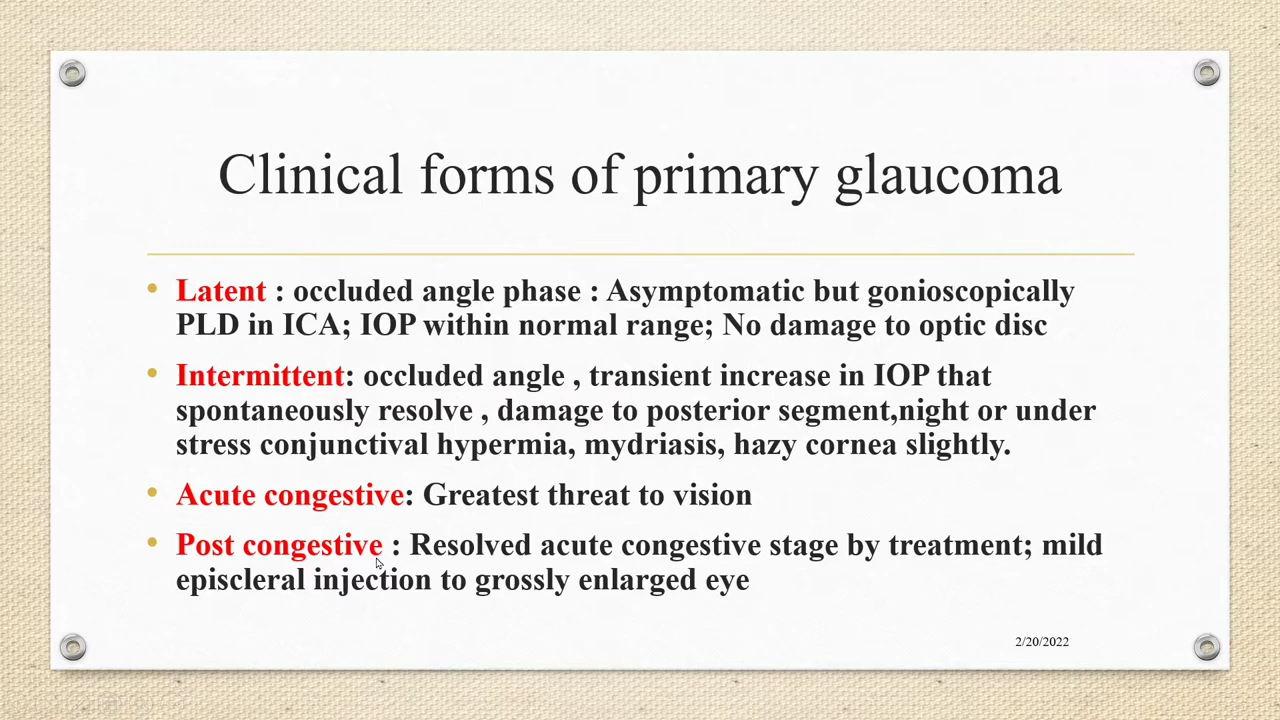 Clinical forms of primary glaucoma
• Latent : occluded angle phase : Asymptomatic but gonioscopically
PLD in ICA; IOP within normal range; No damage to optic disc
• Intermittent: occluded angle , transient increase in IOP that
spontaneously resolve , damage to posterior segment,night or under
stress conjunctival hypermia, mydriasis, hazy cornea slightly.
• Acute congestive: Greatest threat to vision
• Post congestive : Resolved acute congestive stage by treatment; mild
episcleral injection to grossly enlarged eye
2/20/2022